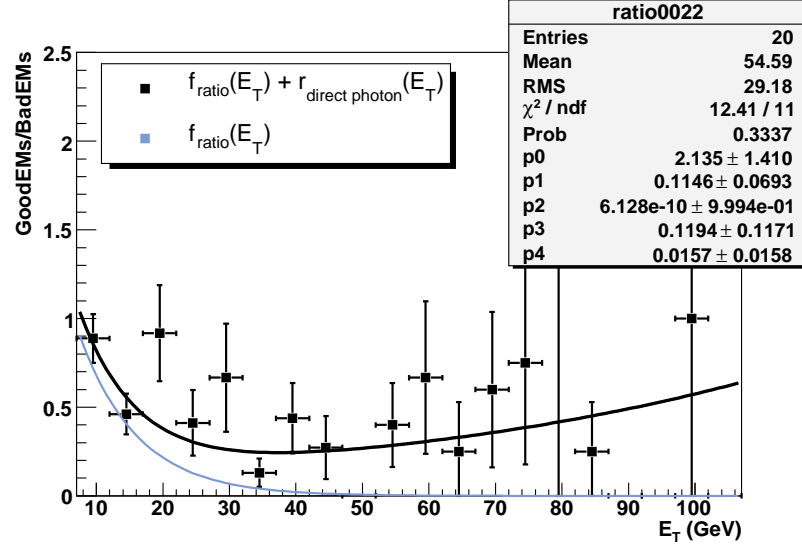 ratio0022
Entries 20
Mean 54.59
RMS 29.18
χ² / ndf 12.41 / 11
Prob 0.3337
p0 2.135 ± 1.410
p1 0.1146 ± 0.0693
p2 6.128e-10 ± 9.994e-01
p3 0.1194 ± 0.1171
p4 0.0157 ± 0.0158
f_ratio(E_T) + r_direct photon(E_T)
f_ratio(E_T)
GoodEMs/BadEMs
2.5
2
1.5
1
0.5
0
10 20 30 40 50 60 70 80 90 100
E_T (GeV)